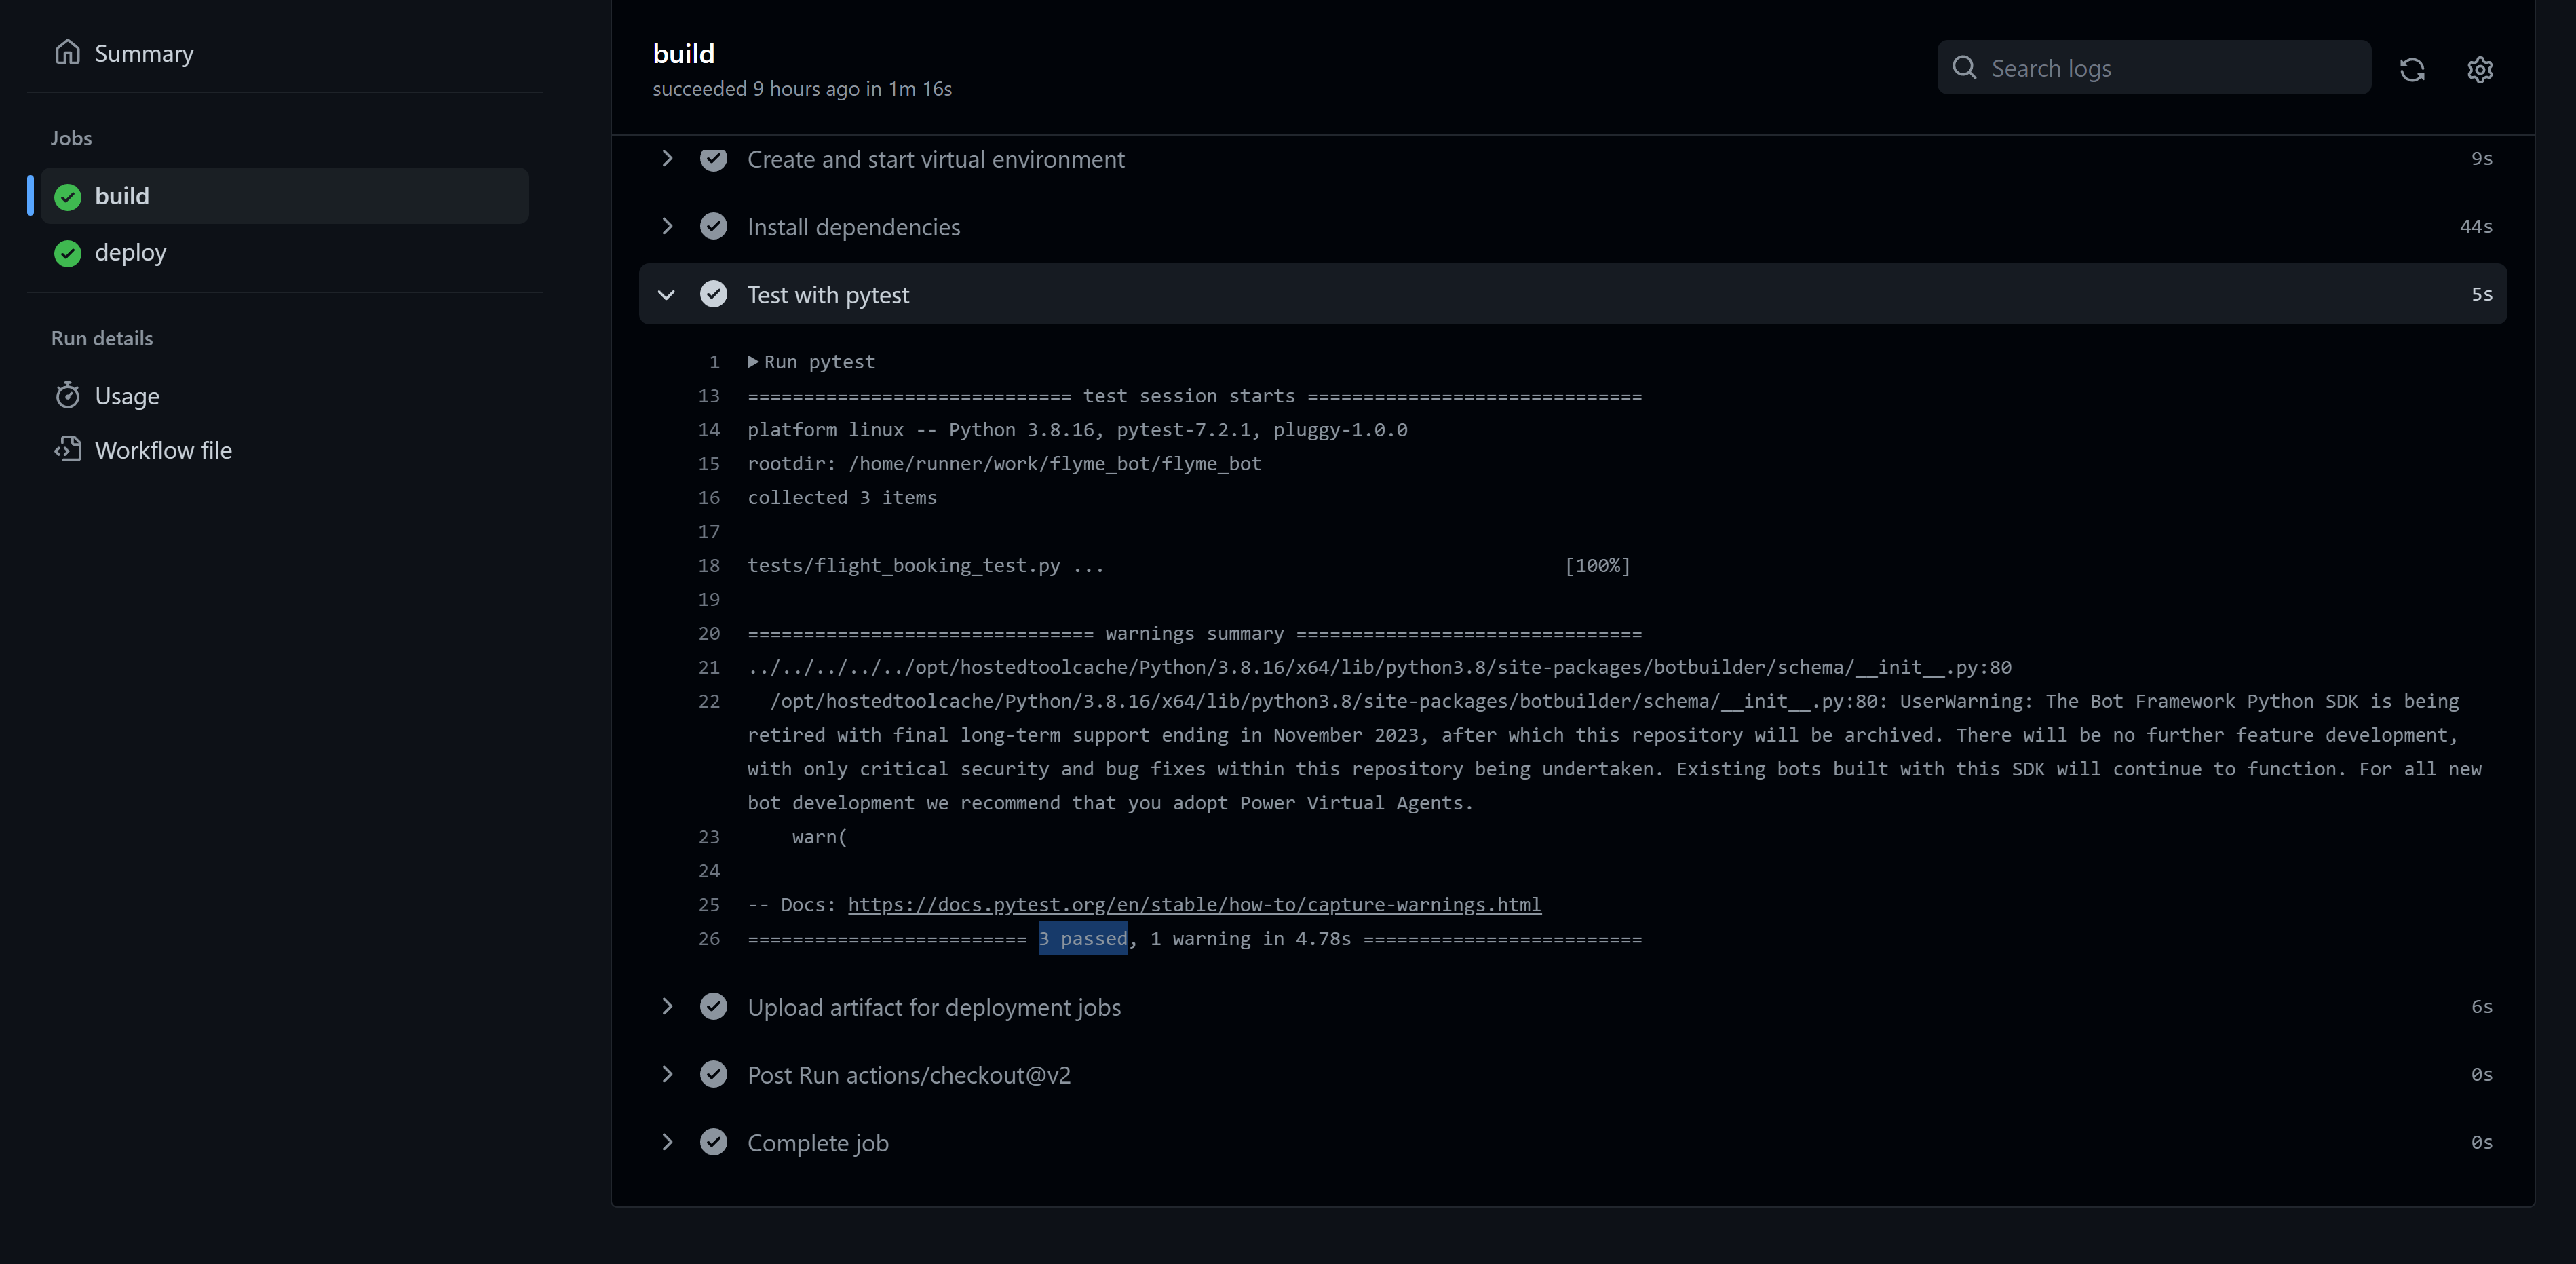 Summary
Jobs
build
deploy
Run details
Usage
Workflow file
build
succeeded 9 hours ago in 1m 16s
Search logs
Create and start virtual environment 9s
Install dependencies 44s
Test with pytest 5s
1 Run pytest
13 ============================= test session starts ==============================
14 platform linux -- Python 3.8.16, pytest-7.2.1, pluggy-1.0.0
15 rootdir: /home/runner/work/flyme_bot/flyme_bot
16 collected 3 items
17
18 tests/flight_booking_test.py ... [100%]
19
20 =============================== warnings summary ===============================
21 ../../../../../opt/hostedtoolcache/Python/3.8.16/x64/lib/python3.8/site-packages/botbuilder/schema/__init__.py:80
22 /opt/hostedtoolcache/Python/3.8.16/x64/lib/python3.8/site-packages/botbuilder/schema/__init__.py:80: UserWarning: The Bot Framework Python SDK is being
retired with final long-term support ending in November 2023, after which this repository will be archived. There will be no further feature development,
with only critical security and bug fixes within this repository being undertaken. Existing bots built with this SDK will continue to function. For all new
bot development we recommend that you adopt Power Virtual Agents.
23 warn(
24
25 -- Docs: https://docs.pytest.org/en/stable/how-to/capture-warnings.html
26 ========================= 3 passed, 1 warning in 4.78s =========================
Upload artifact for deployment jobs 6s
Post Run actions/checkout@v2 0s
Complete job 0s